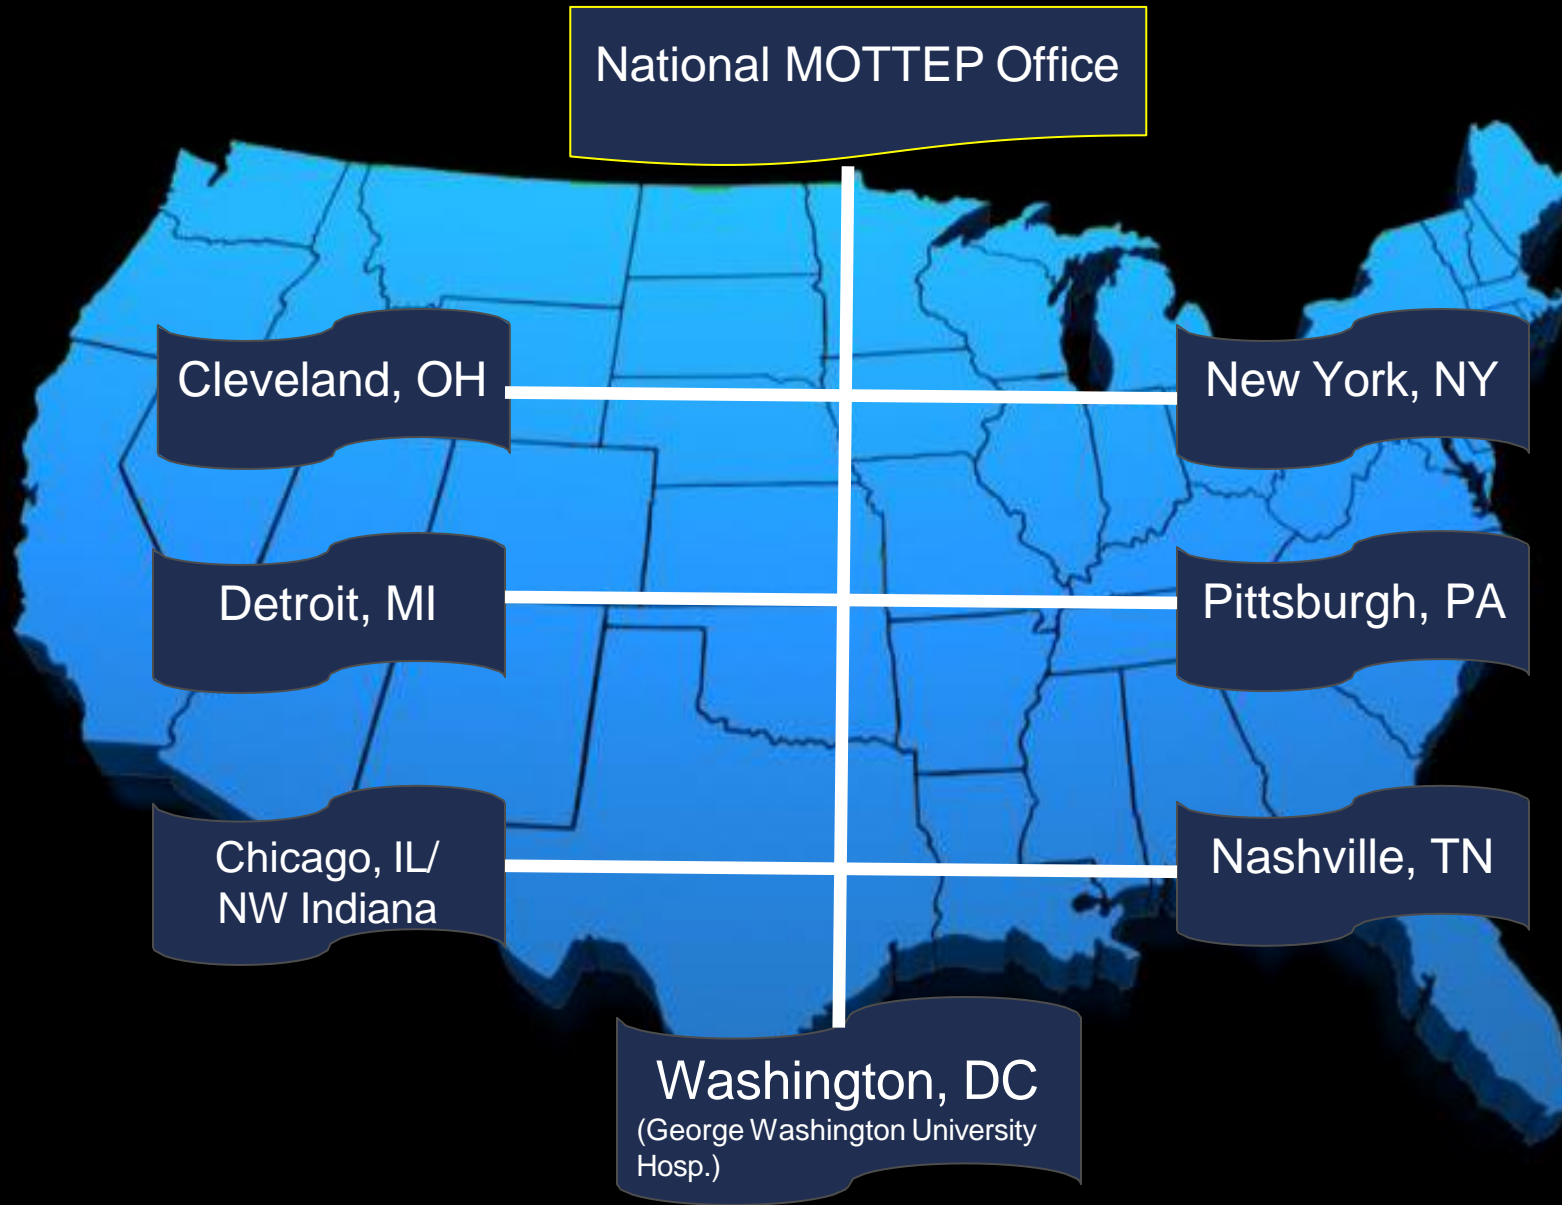 National MOTTEP Office
Cleveland, OH
New York, NY
Detroit, MI
Pittsburgh, PA
Chicago, IL/
NW Indiana
Nashville, TN
Washington, DC
(George Washington University
Hosp.)